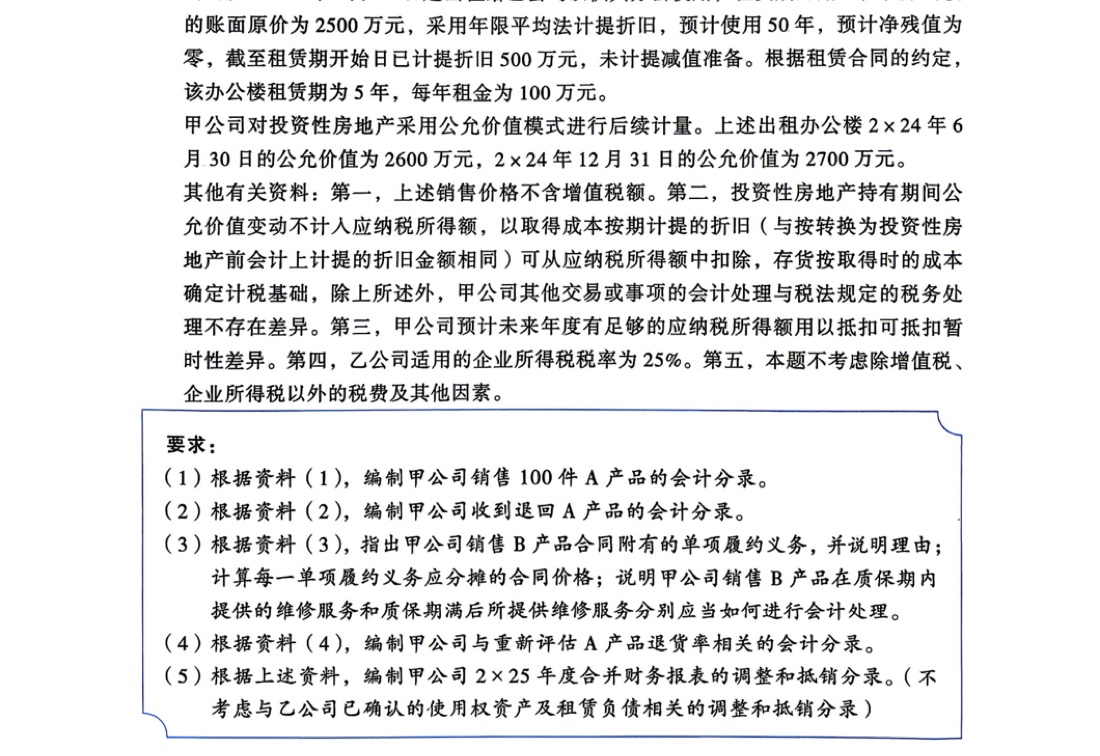 的账面原价为2500万元，采用年限平均法计提折旧，预计使用50年，预计净残值为
零，截至租赁期开始日已计提折旧500万元，未计提减值准备。根据租赁合同的约定，
该办公楼租赁期为5年，每年租金为100万元。
甲公司对投资性房地产采用公允价值模式进行后续计量。上述出租办公楼2×24年6
月30日的公允价值为2600万元，2×24年12月31日的公允价值为2700万元。
其他有关资料：第一，上述销售价格不含增值税额。第二，投资性房地产持有期间公
允价值变动不计人应纳税所得额，以取得成本按期计提的折旧（与按转换为投资性房
地产前会计上计提的折旧金额相同）可从应纳税所得额中扣除，存货按取得时的成本
确定计税基础，除上所述外，甲公司其他交易或事项的会计处理与税法规定的税务处
理不存在差异。第三，甲公司预计未来年度有足够的应纳税所得额用以抵扣可抵扣暂
时性差异。第四，乙公司适用的企业所得税税率为25%。第五，本题不考虑除增值税、
企业所得税以外的税费及其他因素。
要求：
（1）根据资料（1），编制甲公司销售100件A产品的会计分录。
（2）根据资料（2），编制甲公司收到退回A产品的会计分录。
（3）根据资料（3），指出甲公司销售B产品合同附有的单项履约义务，并说明理由；
计算每一单项履约义务应分摊的合同价格；说明甲公司销售B产品在质保期内
提供的维修服务和质保期满后所提供维修服务分别应当如何进行会计处理。
（4）根据资料（4），编制甲公司与重新评估A产品退货率相关的会计分录。
（5）根据上述资料，编制甲公司2×25年度合并财务报表的调整和抵销分录。（不
考虑与乙公司已确认的使用权资产及租赁负债相关的调整和抵销分录）